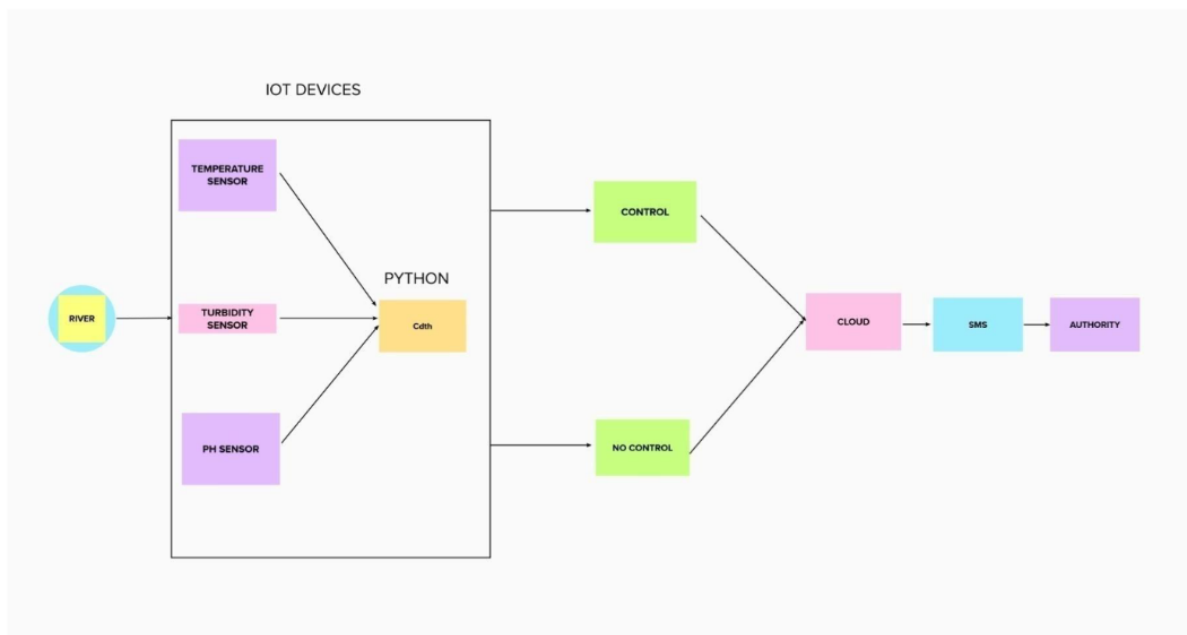 IOT DEVICES
TEMPERATURE
SENSOR
PYTHON
RIVER
TURBIDITY
SENSOR
Cdth
PH SENSOR
CONTROL
NO CONTROL
CLOUD
SMS
AUTHORITY